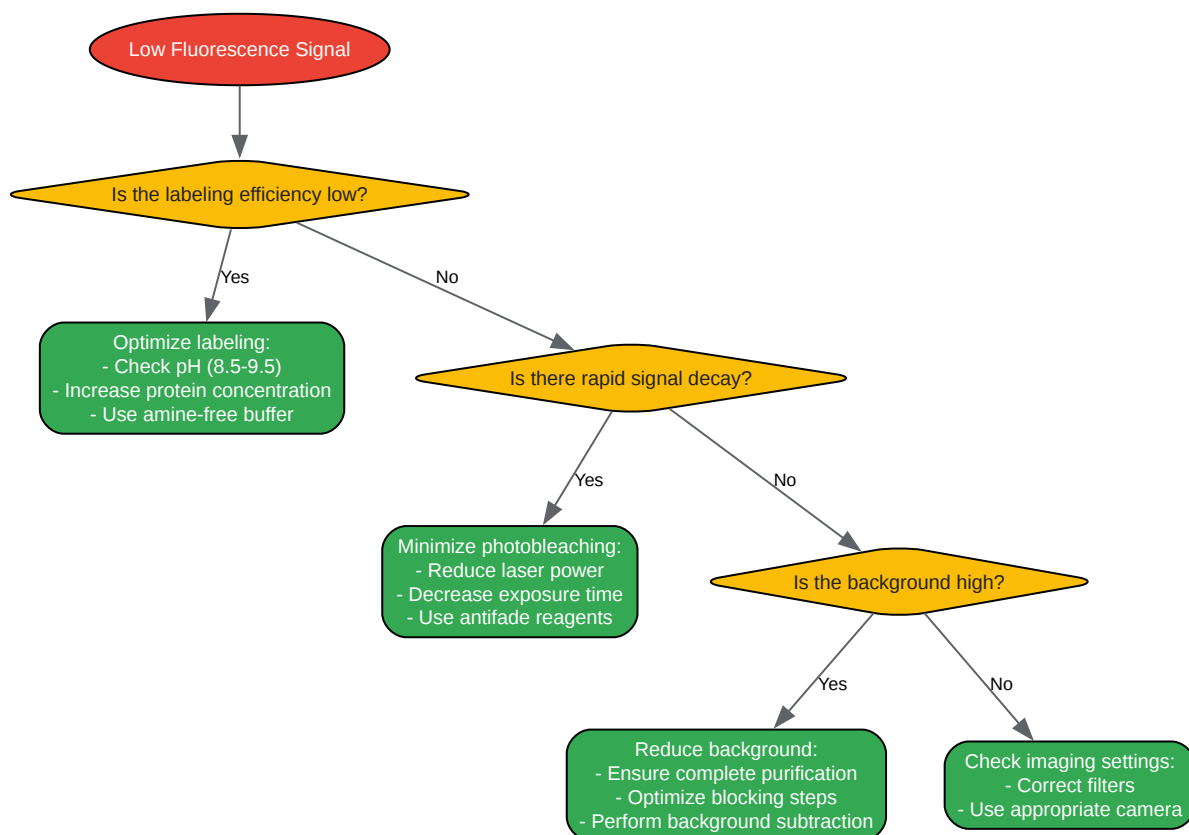 Low Fluorescence Signal
Is the labeling efficiency low?
Yes
No
Optimize labeling:
- Check pH (8.5-9.5)
- Increase protein concentration
- Use amine-free buffer
Is there rapid signal decay?
Yes
No
Minimize photobleaching:
- Reduce laser power
- Decrease exposure time
- Use antifade reagents
Is the background high?
Yes
No
Reduce background:
- Ensure complete purification
- Optimize blocking steps
- Perform background subtraction
Check imaging settings:
- Correct filters
- Use appropriate camera